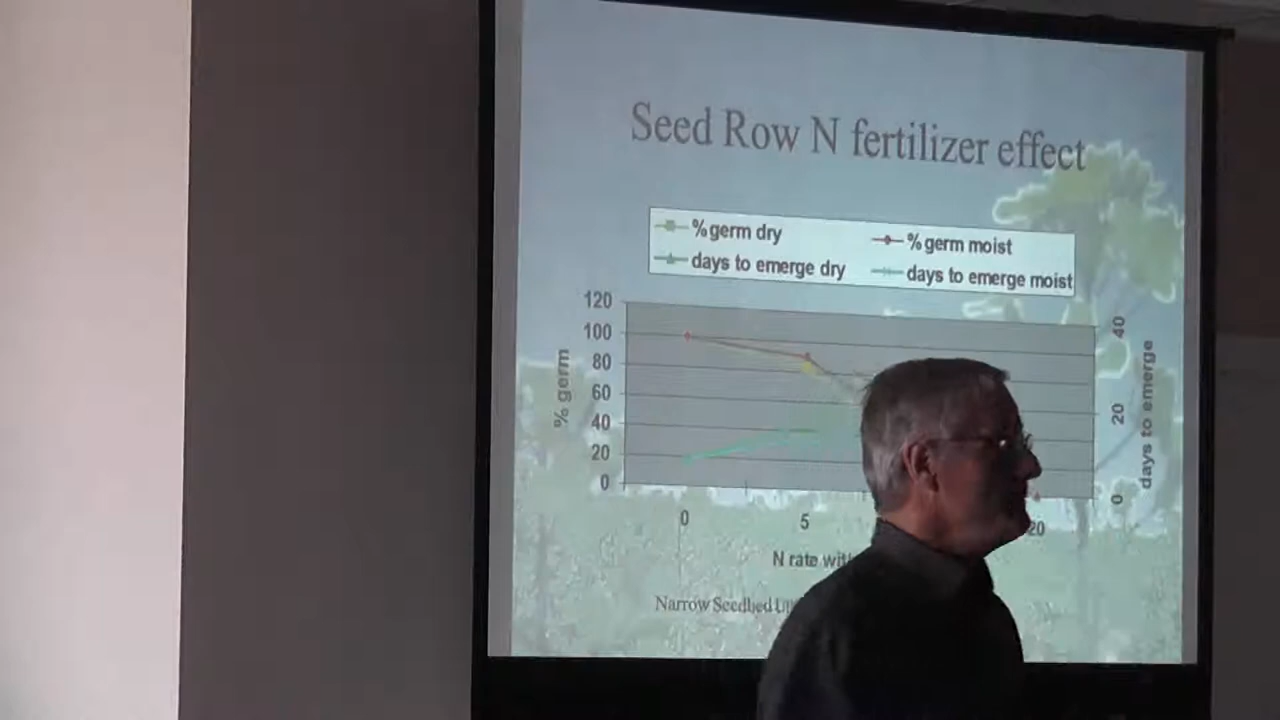 Seed Row N fertilizer effect
% germ dry
% germ moist
days to emerge dry
days to emerge moist
120
100
80
60
40
20
0
% germ
40
20
0
days to emerge
0
5
20
N rate
Narrow Seedbed